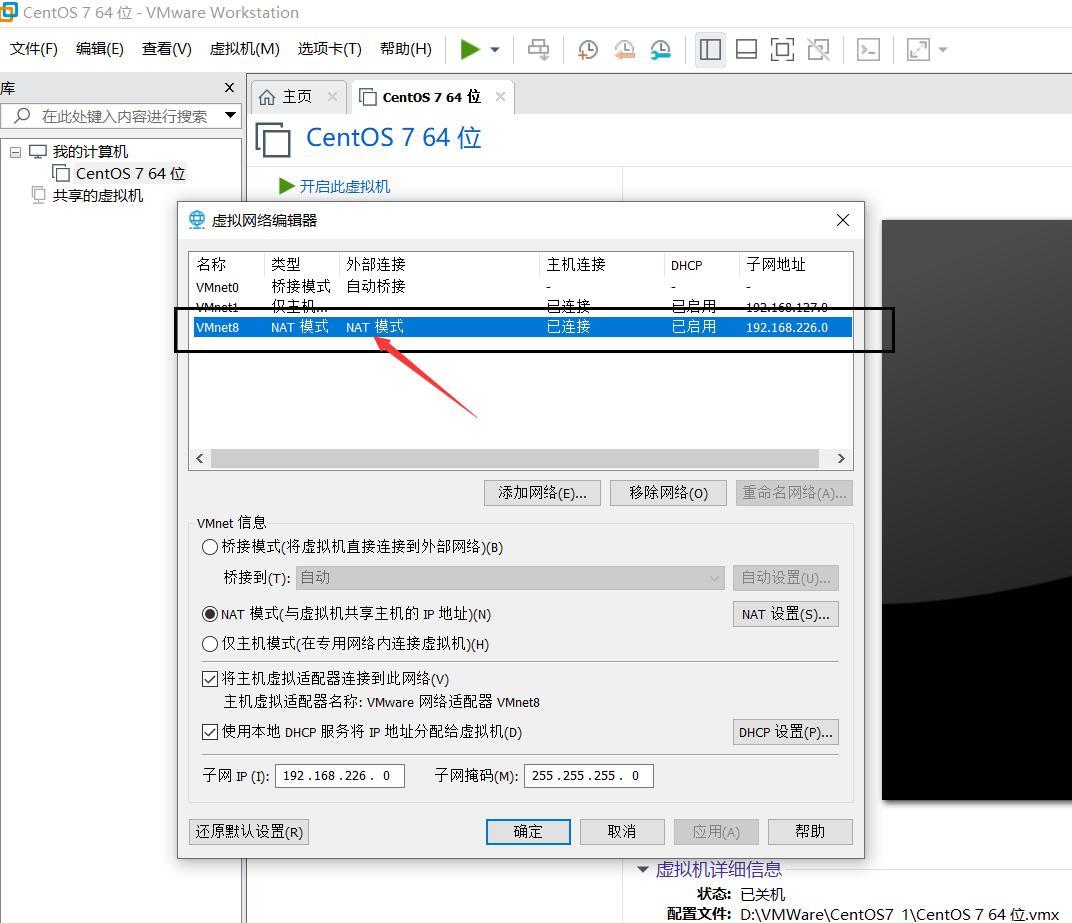 CentOS 7 64 位 - VMware Workstation
文件(F) 编辑(E) 查看(V) 虚拟机(M) 选项卡(T) 帮助(H)
库
在此处键入内容进行搜索
我的计算机
CentOS 7 64 位
共享的虚拟机
主页
CentOS 7 64 位
CentOS 7 64 位
开启此虚拟机
虚拟网络编辑器
名称 类型 外部连接 主机连接 DHCP 子网地址
VMnet0 桥接模式 自动桥接 - - -
VMnet1 仅主机... 已连接 已启用 192.168.127.0
VMnet8 NAT 模式 NAT 模式 已连接 已启用 192.168.226.0
添加网络(E)... 移除网络(O) 重命名网络(A)...
VMnet 信息
桥接模式(将虚拟机直接连接到外部网络)(B)
桥接到(T): 自动 自动设置(U)...
NAT 模式(与虚拟机共享主机的 IP 地址)(N) NAT 设置(S)...
仅主机模式(在专用网络内连接虚拟机)(H)
将主机虚拟适配器连接到此网络(V)
主机虚拟适配器名称: VMware 网络适配器 VMnet8
使用本地 DHCP 服务将 IP 地址分配给虚拟机(D) DHCP 设置(P)...
子网 IP (I): 192.168.226. 0 子网掩码(M): 255.255.255. 0
还原默认设置(R) 确定 取消 应用(A) 帮助
虚拟机详细信息
状态: 已关机
配置文件: D:\VMWare\CentOS7_1\CentOS 7 64 位.vmx